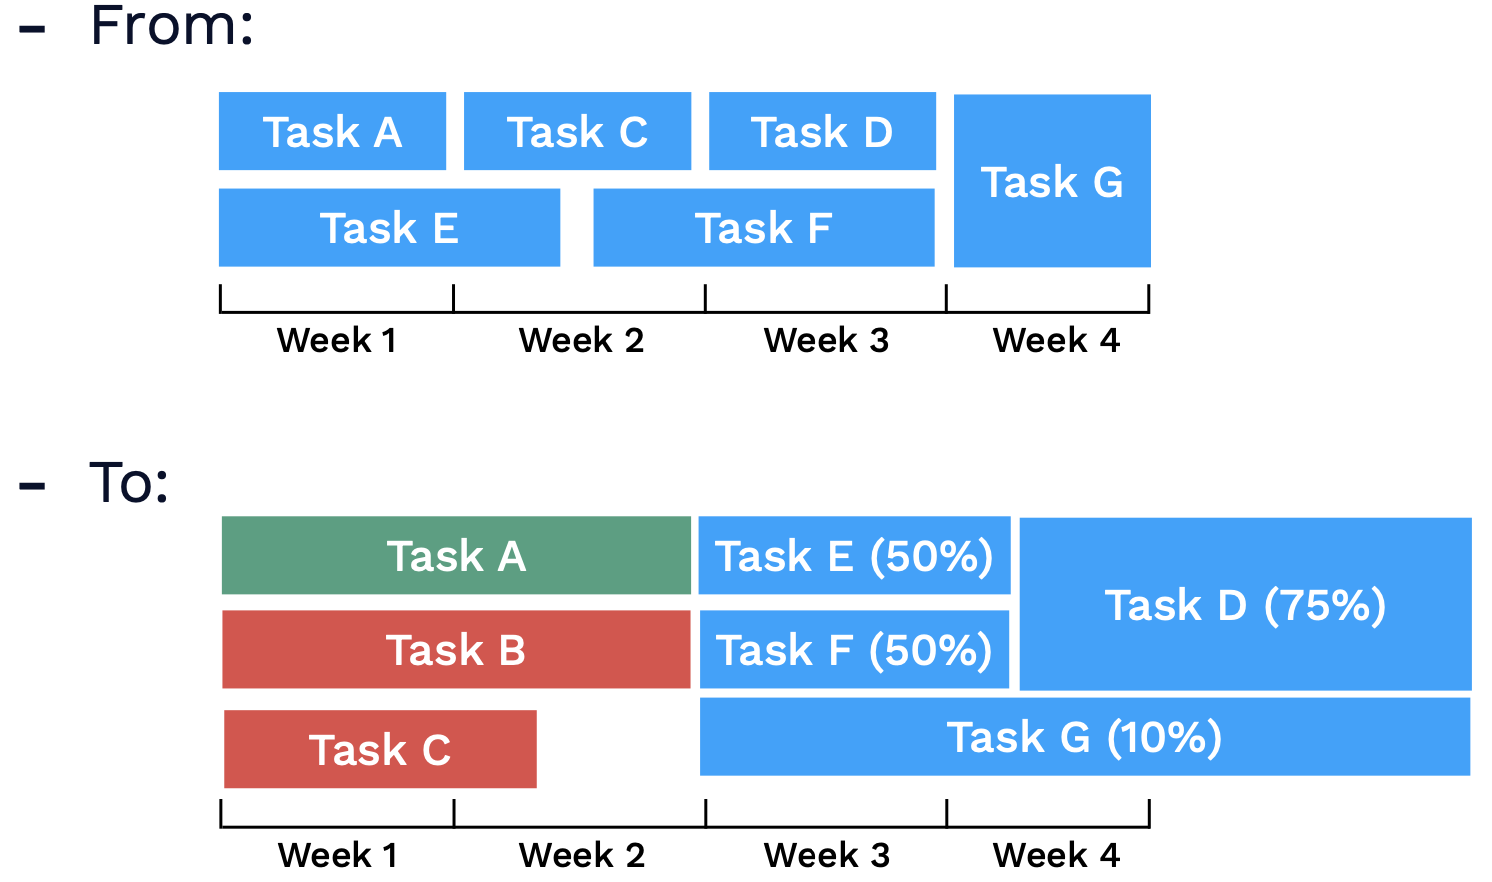 - From:
Task A Task C Task D
Task G
Task E Task F
Week 1 Week 2 Week 3 Week 4
- To:
Task A Task E (50%)
Task D (75%)
Task B Task F (50%)
Task G (10%)
Task C
Week 1 Week 2 Week 3 Week 4